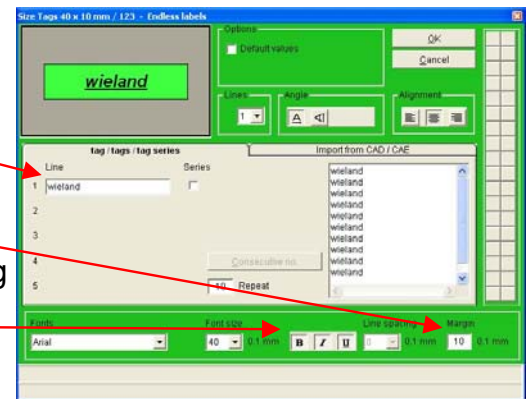 Size Tags 40 x 10 mm / 123 - Endless labels
Options
Default values
OK
Cancel
wieland
Lines
Angle
Alignment
1
A
A
tag / tags / tag series
Import from CAD / CAE
Line
Series
1 wieland
2
3
4
5
Consecutive no.
10 Repeat
wieland
wieland
wieland
wieland
wieland
wieland
wieland
wieland
wieland
wieland
g
Fonts
Font size
Line spacing
Margin
Arial
40
0.1 mm
B I U
0
0.1 mm
10
0.1 mm